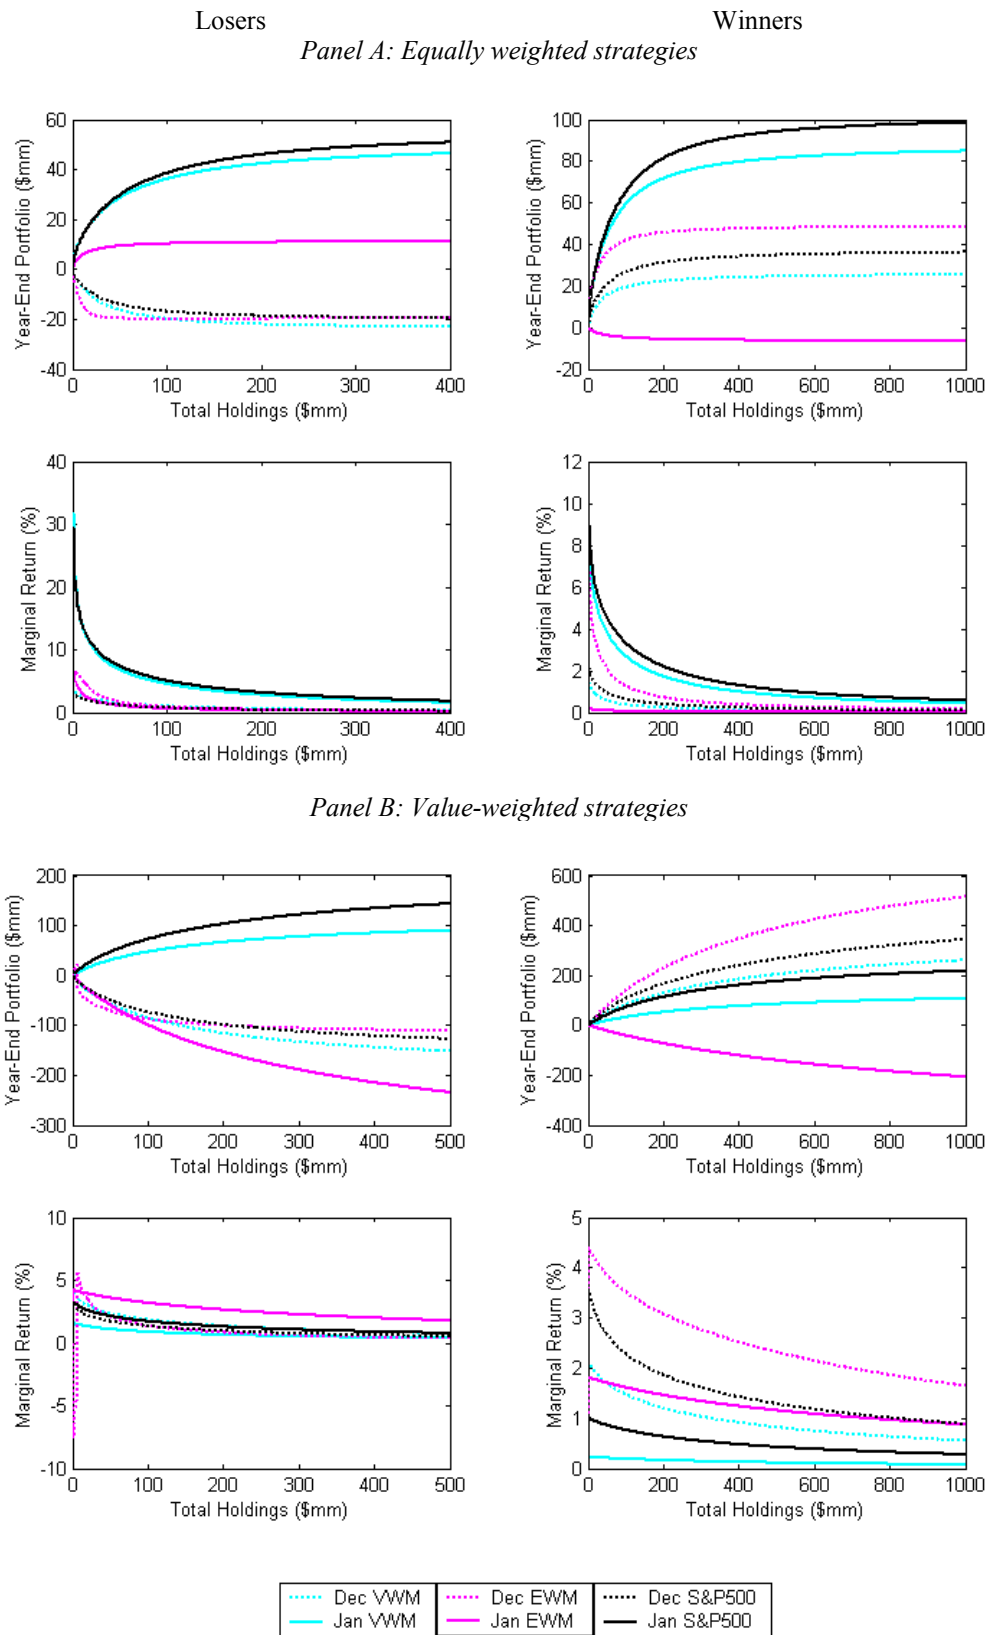 Losers Winners
Panel A: Equally weighted strategies
Year-End Portfolio ($mm)
60
40
20
0
-20
-40
0 100 200 300 400
Total Holdings ($mm)
Year-End Portfolio ($mm)
100
80
60
40
20
0
-20
0 200 400 600 800 1000
Total Holdings ($mm)
Marginal Return (%)
40
30
20
10
0
0 100 200 300 400
Total Holdings ($mm)
Marginal Return (%)
12
10
8
6
4
2
0
0 200 400 600 800 1000
Total Holdings ($mm)
Panel B: Value-weighted strategies
Year-End Portfolio ($mm)
200
100
0
-100
-200
-300
0 100 200 300 400 500
Total Holdings ($mm)
Year-End Portfolio ($mm)
600
400
200
0
-200
-400
0 200 400 600 800 1000
Total Holdings ($mm)
Marginal Return (%)
10
5
0
-5
-10
0 100 200 300 400 500
Total Holdings ($mm)
Marginal Return (%)
5
4
3
2
1
0
0 200 400 600 800 1000
Total Holdings ($mm)
Dec VWM Dec EWM Dec S&P500
Jan VWM Jan EWM Jan S&P500